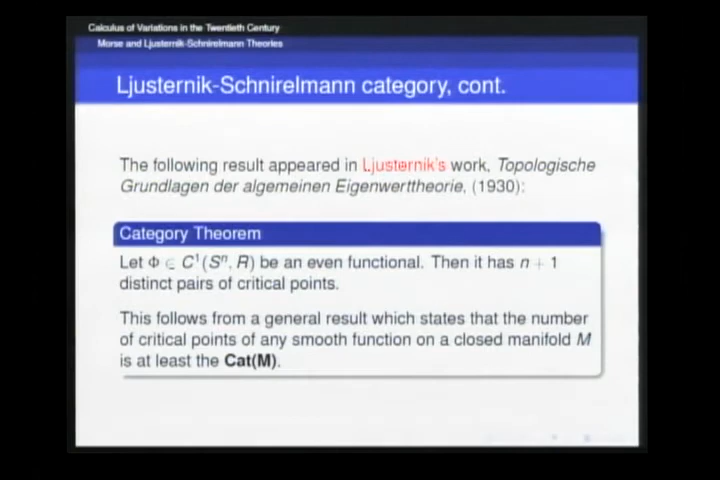 Calculus of Variations in the Twentieth Century
Morse and Ljusternik-Schnirelmann Theories
Ljusternik-Schnirelmann category, cont.
The following result appeared in Ljusternik's work, Topologische
Grundlagen der algemeinen Eigenwerttheorie, (1930):
Category Theorem
Let Φ ∈ C¹(Sⁿ, R) be an even functional. Then it has n + 1
distinct pairs of critical points.
This follows from a general result which states that the number
of critical points of any smooth function on a closed manifold M
is at least the Cat(M).